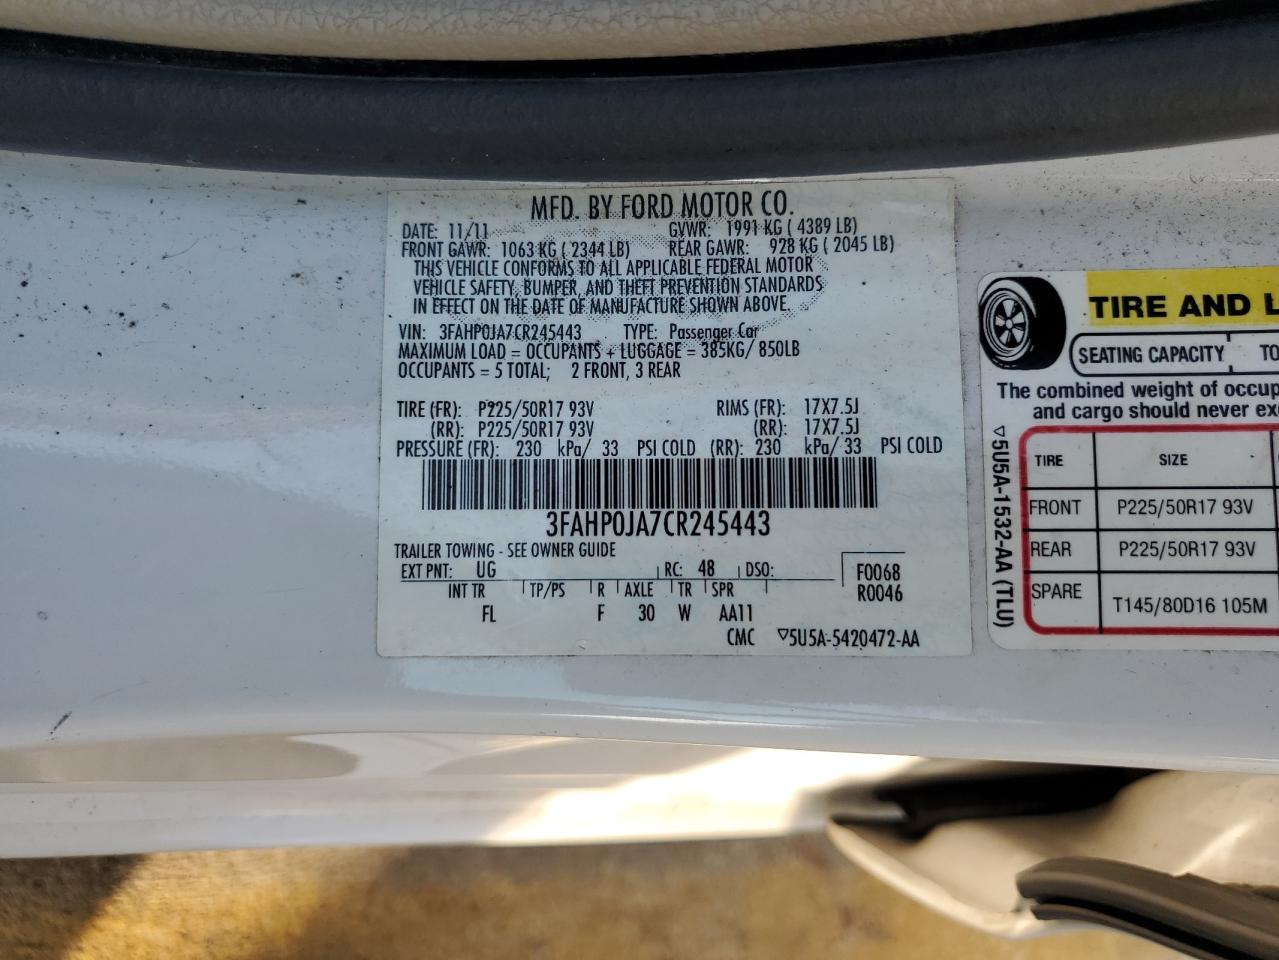 MFD. BY FORD MOTOR CO.
DATE: 11/11 GVWR: 1991 KG ( 4389 LB)
FRONT GAWR: 1063 KG ( 2344 LB) REAR GAWR: 928 KG ( 2045 LB)
THIS VEHICLE CONFORMS TO ALL APPLICABLE FEDERAL MOTOR
VEHICLE SAFETY, BUMPER, AND THEFT PREVENTION STANDARDS
IN EFFECT ON THE DATE OF MANUFACTURE SHOWN ABOVE.
VIN: 3FAHP0JA7CR245443 TYPE: Passenger Car
MAXIMUM LOAD = OCCUPANTS + LUGGAGE = 385KG/ 850LB
OCCUPANTS = 5 TOTAL; 2 FRONT, 3 REAR
TIRE (FR): P225/50R17 93V RIMS (FR): 17X7.5J
(RR): P225/50R17 93V (RR): 17X7.5J
PRESSURE (FR): 230 kPa/ 33 PSI COLD (RR): 230 kPa/ 33 PSI COLD
3FAHP0JA7CR245443
TRAILER TOWING - SEE OWNER GUIDE
EXT PNT: UG RC: 48 DSO: F0068
INT TR TP/PS R AXLE TR SPR R0046
FL F 30 W AA11
CMC ▽5U5A-5420472-AA
TIRE AND L
SEATING CAPACITY TO
The combined weight of occup
and cargo should never exc
▽5U5A-1532-AA (TLU)
TIRE SIZE
FRONT P225/50R17 93V
REAR P225/50R17 93V
SPARE T145/80D16 105M